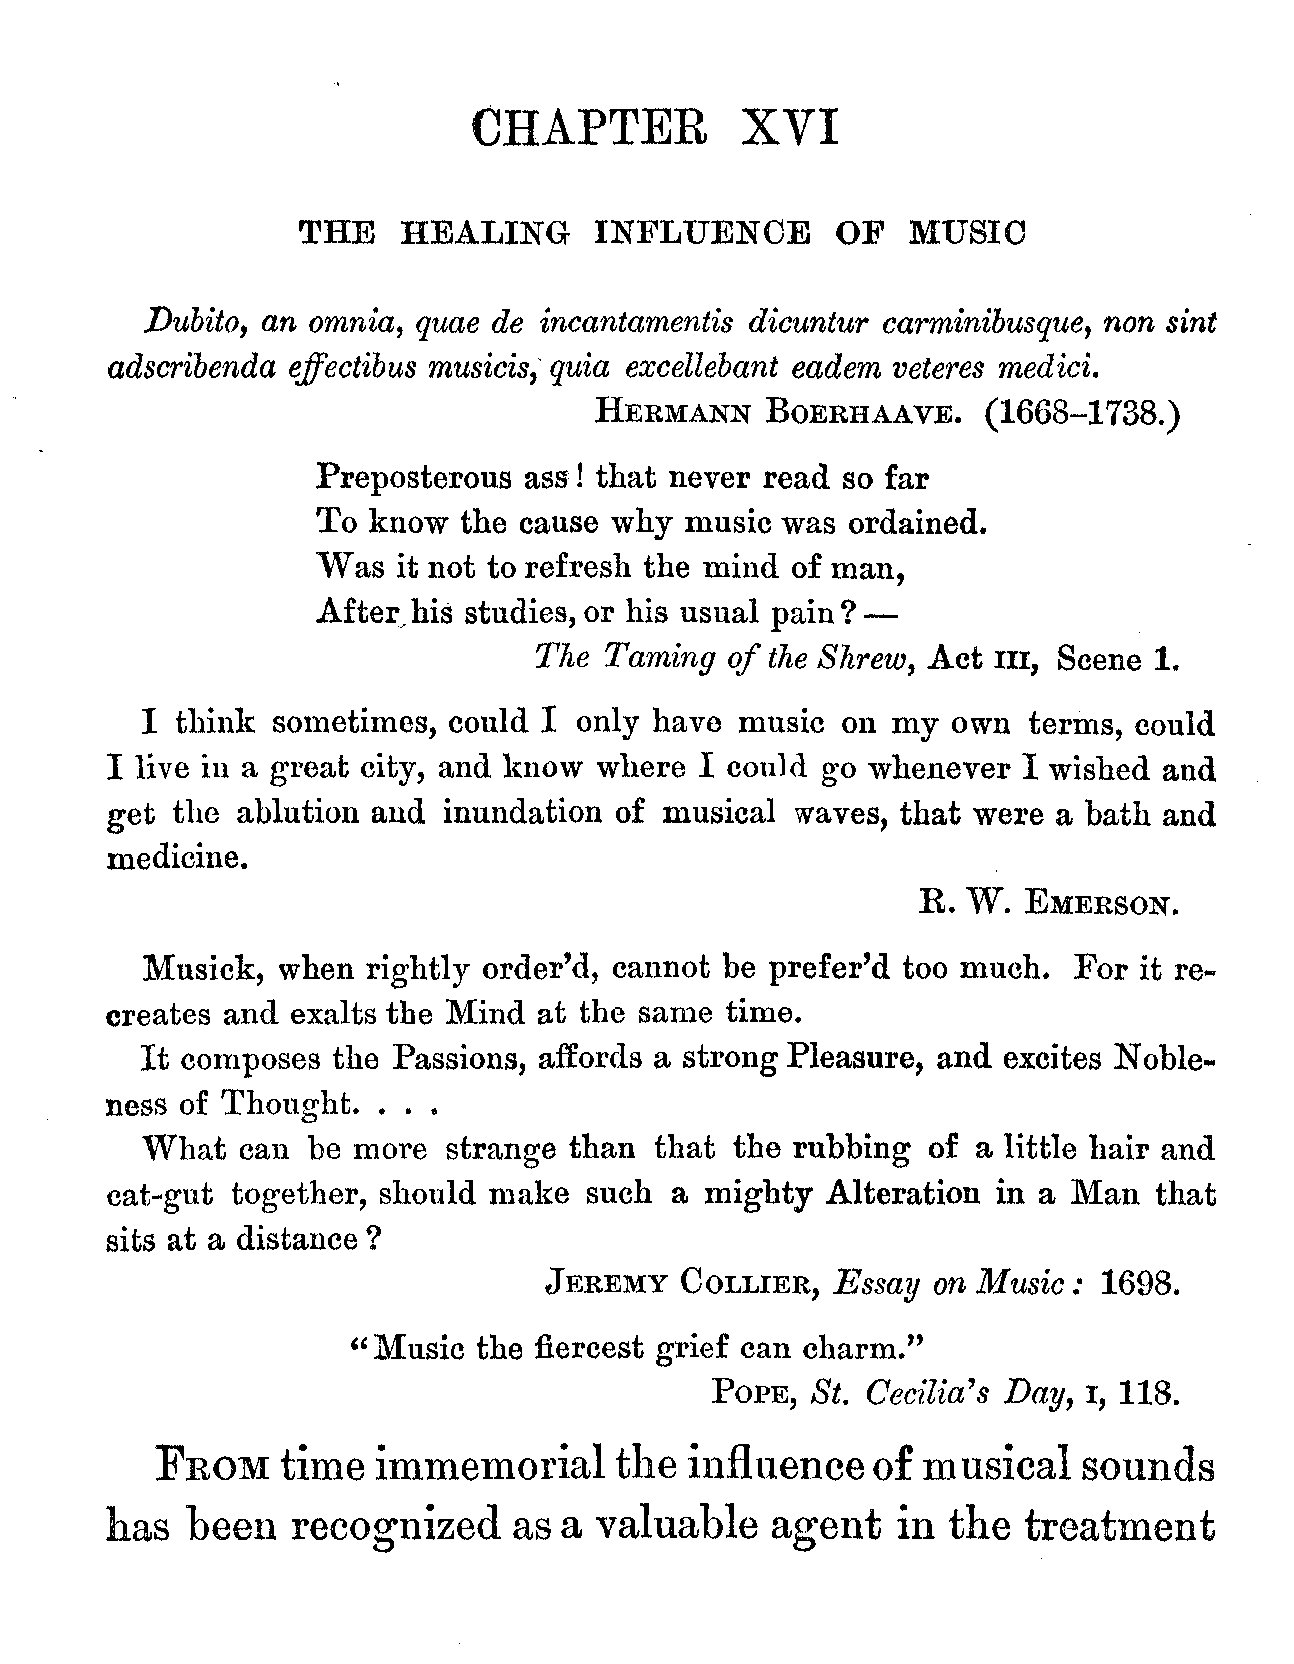 CHAPTER XVI
THE HEALING INFLUENCE OF MUSIC
Dubito, an omnia, quae de incantamentis dicuntur carminibusque, non sint
adscribenda effectibus musicis, quia excellebant eadem veteres medici.
HERMANN BOERHAAVE. (1668–1738.)
Preposterous ass! that never read so far
To know the cause why music was ordained.
Was it not to refresh the mind of man,
After his studies, or his usual pain?—
The Taming of the Shrew, Act III, Scene 1.
I think sometimes, could I only have music on my own terms, could
I live in a great city, and know where I could go whenever I wished and
get the ablution and inundation of musical waves, that were a bath and
medicine.
R. W. EMERSON.
Musick, when rightly order'd, cannot be prefer'd too much. For it re-
creates and exalts the Mind at the same time.
It composes the Passions, affords a strong Pleasure, and excites Noble-
ness of Thought. . . .
What can be more strange than that the rubbing of a little hair and
cat-gut together, should make such a mighty Alteration in a Man that
sits at a distance?
JEREMY COLLIER, Essay on Music: 1698.
"Music the fiercest grief can charm."
POPE, St. Cecilia's Day, I, 118.
FROM time immemorial the influence of musical sounds
has been recognized as a valuable agent in the treatment